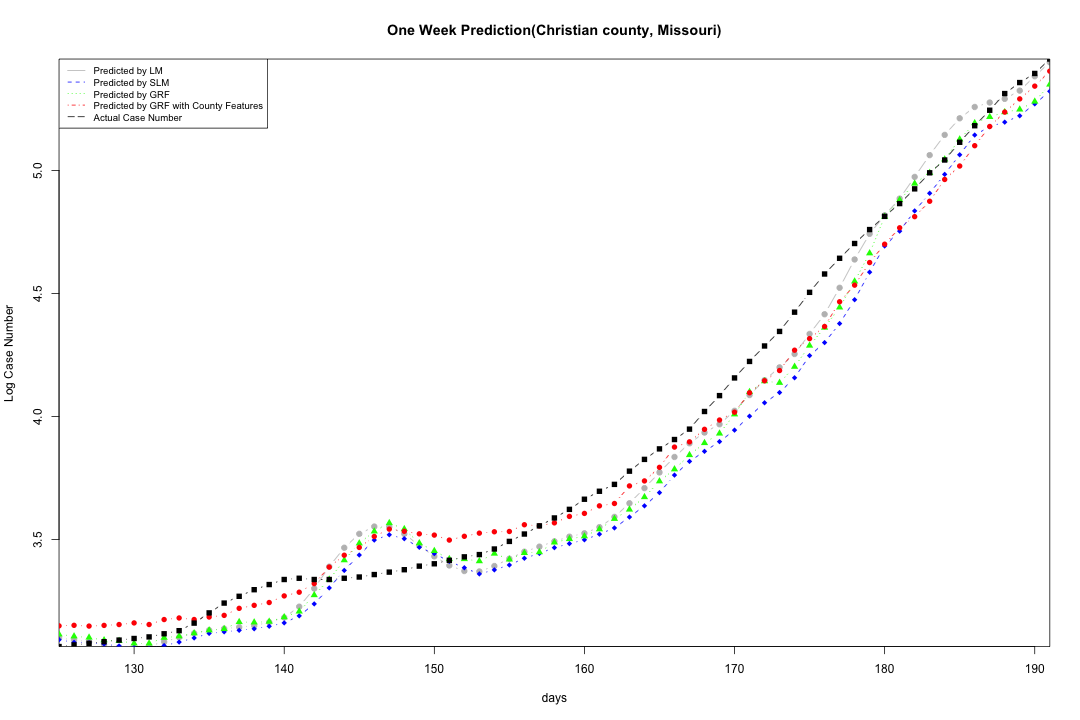 One Week Prediction(Christian county, Missouri)
Predicted by LM
Predicted by SLM
Predicted by GRF
Predicted by GRF with County Features
Actual Case Number
5.0
4.5
4.0
3.5
Log Case Number
130 140 150 160 170 180 190
days